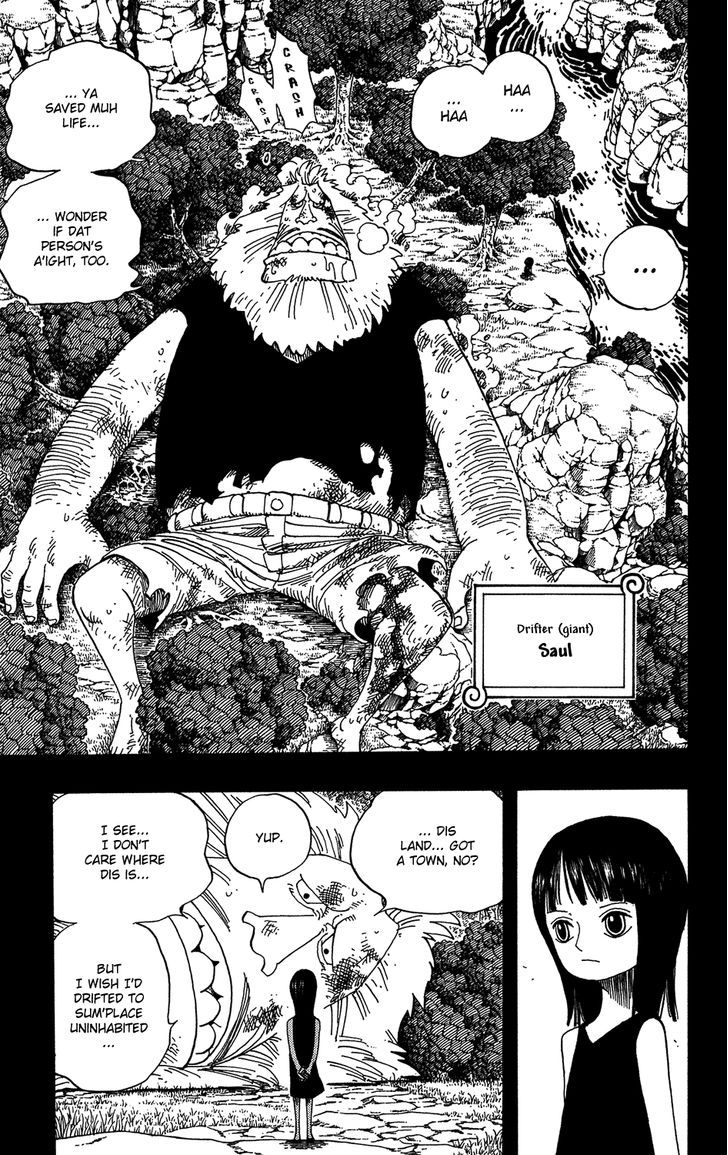 HAA
...
...
HAA
... YA
SAVED MUH
LIFE...
... WONDER
IF DAT
PERSON'S
A'IGHT, TOO.
...
CRASH
CRASH
Drifter (giant)
Saul
... DIS
LAND... GOT
A TOWN, NO?
YUP.
I SEE...
I DON'T
CARE WHERE
DIS IS...
BUT
I WISH I'D
DRIFTED TO
SUM'PLACE
UNINHABITED
...